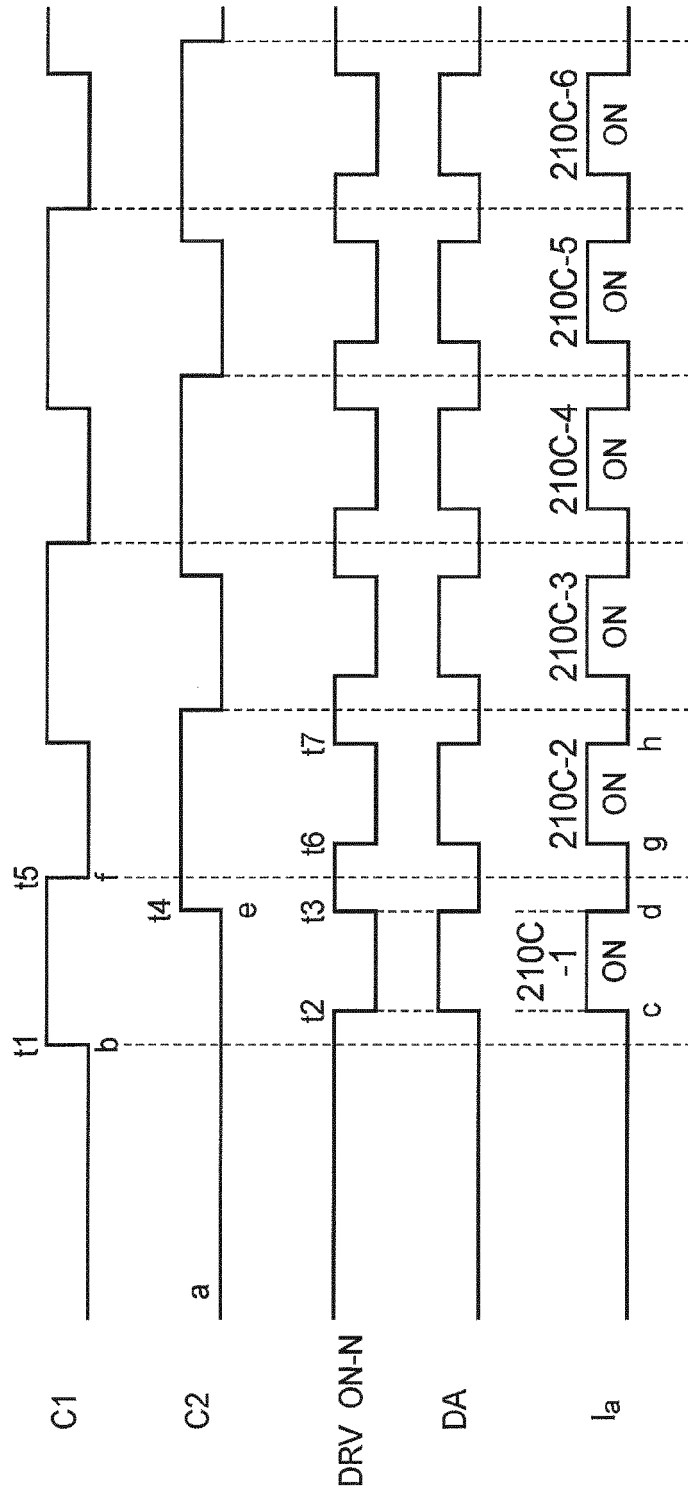 C1
t1
b
t5
f
C2
a
t4
e
DRV ON-N
t2
t3
t6
t7
DA
Ia
210C
-1
ON
210C-2
ON
210C-3
ON
210C-4
ON
210C-5
ON
210C-6
ON
c
d
g
h